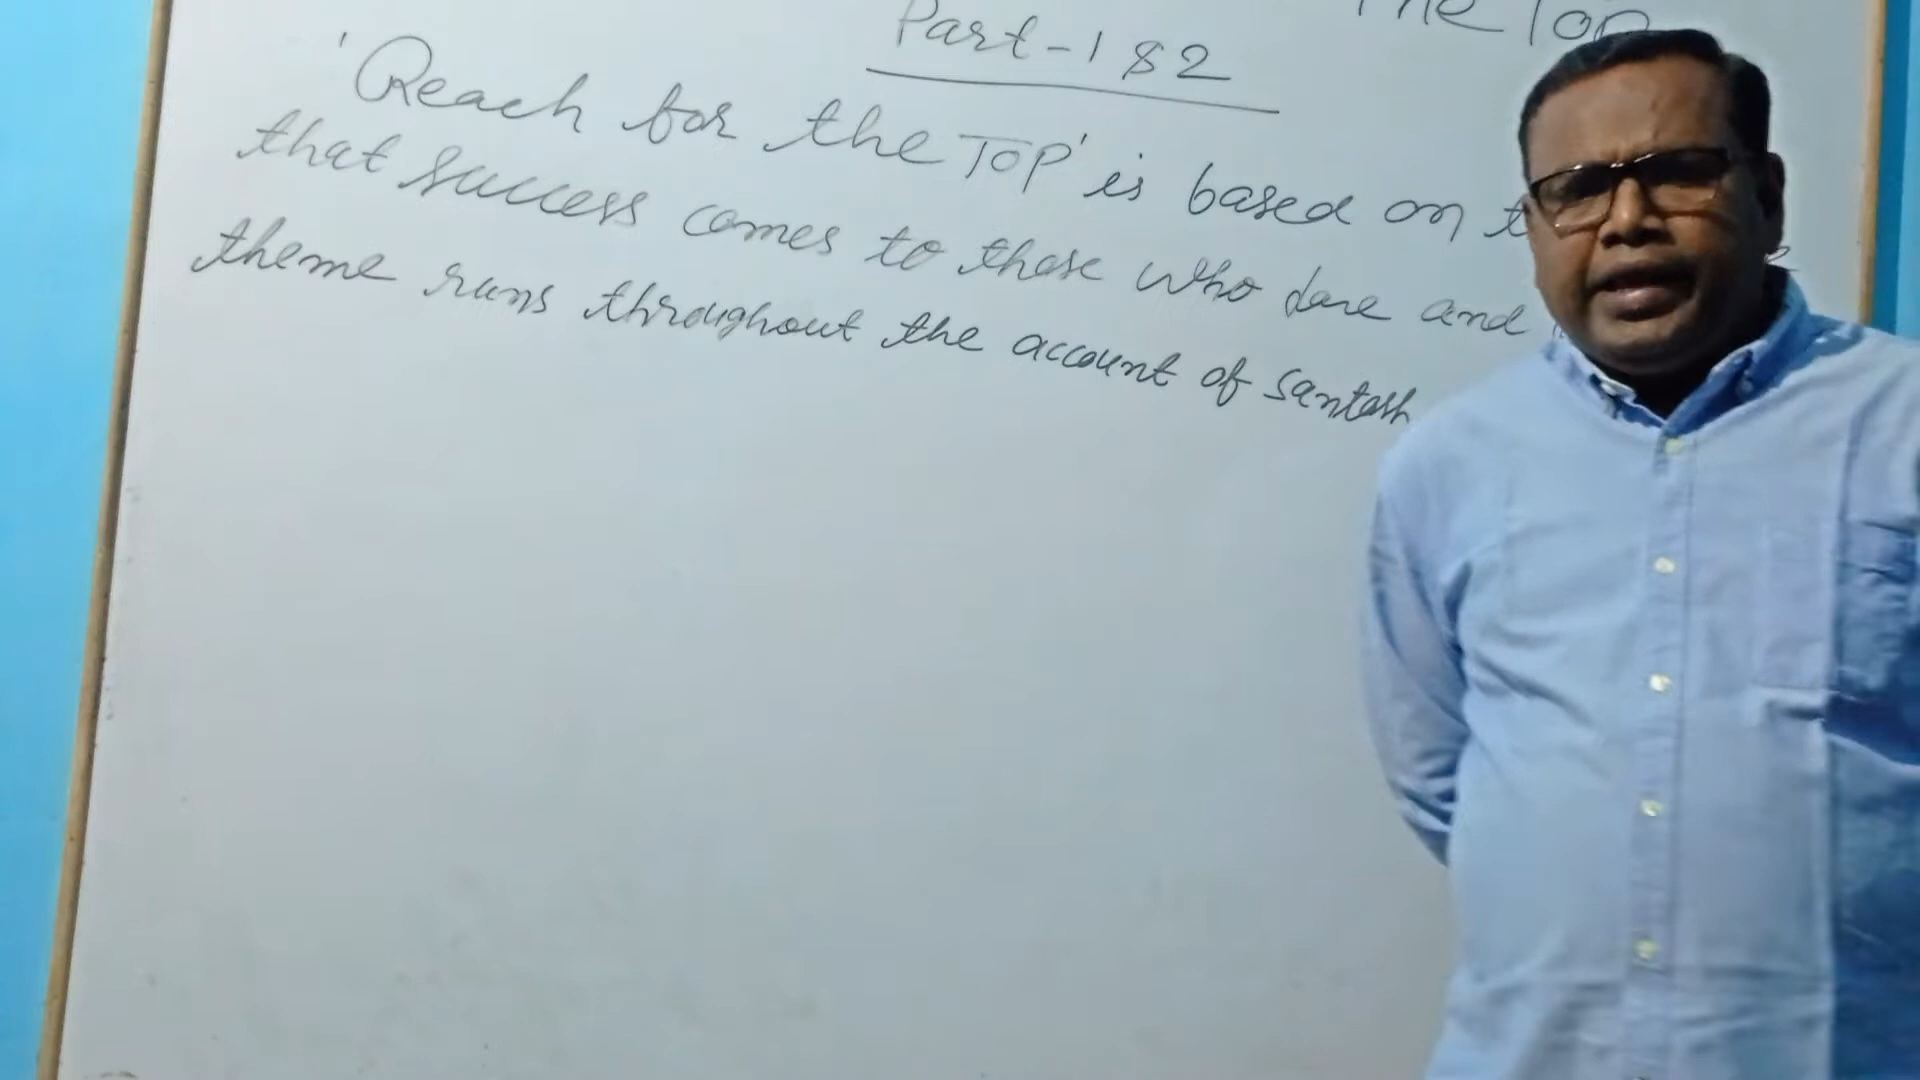 The Top
Part-1 & 2
'Reach for the Top' is based on
that success comes to those who dare and
theme runs throughout the account of Santosh